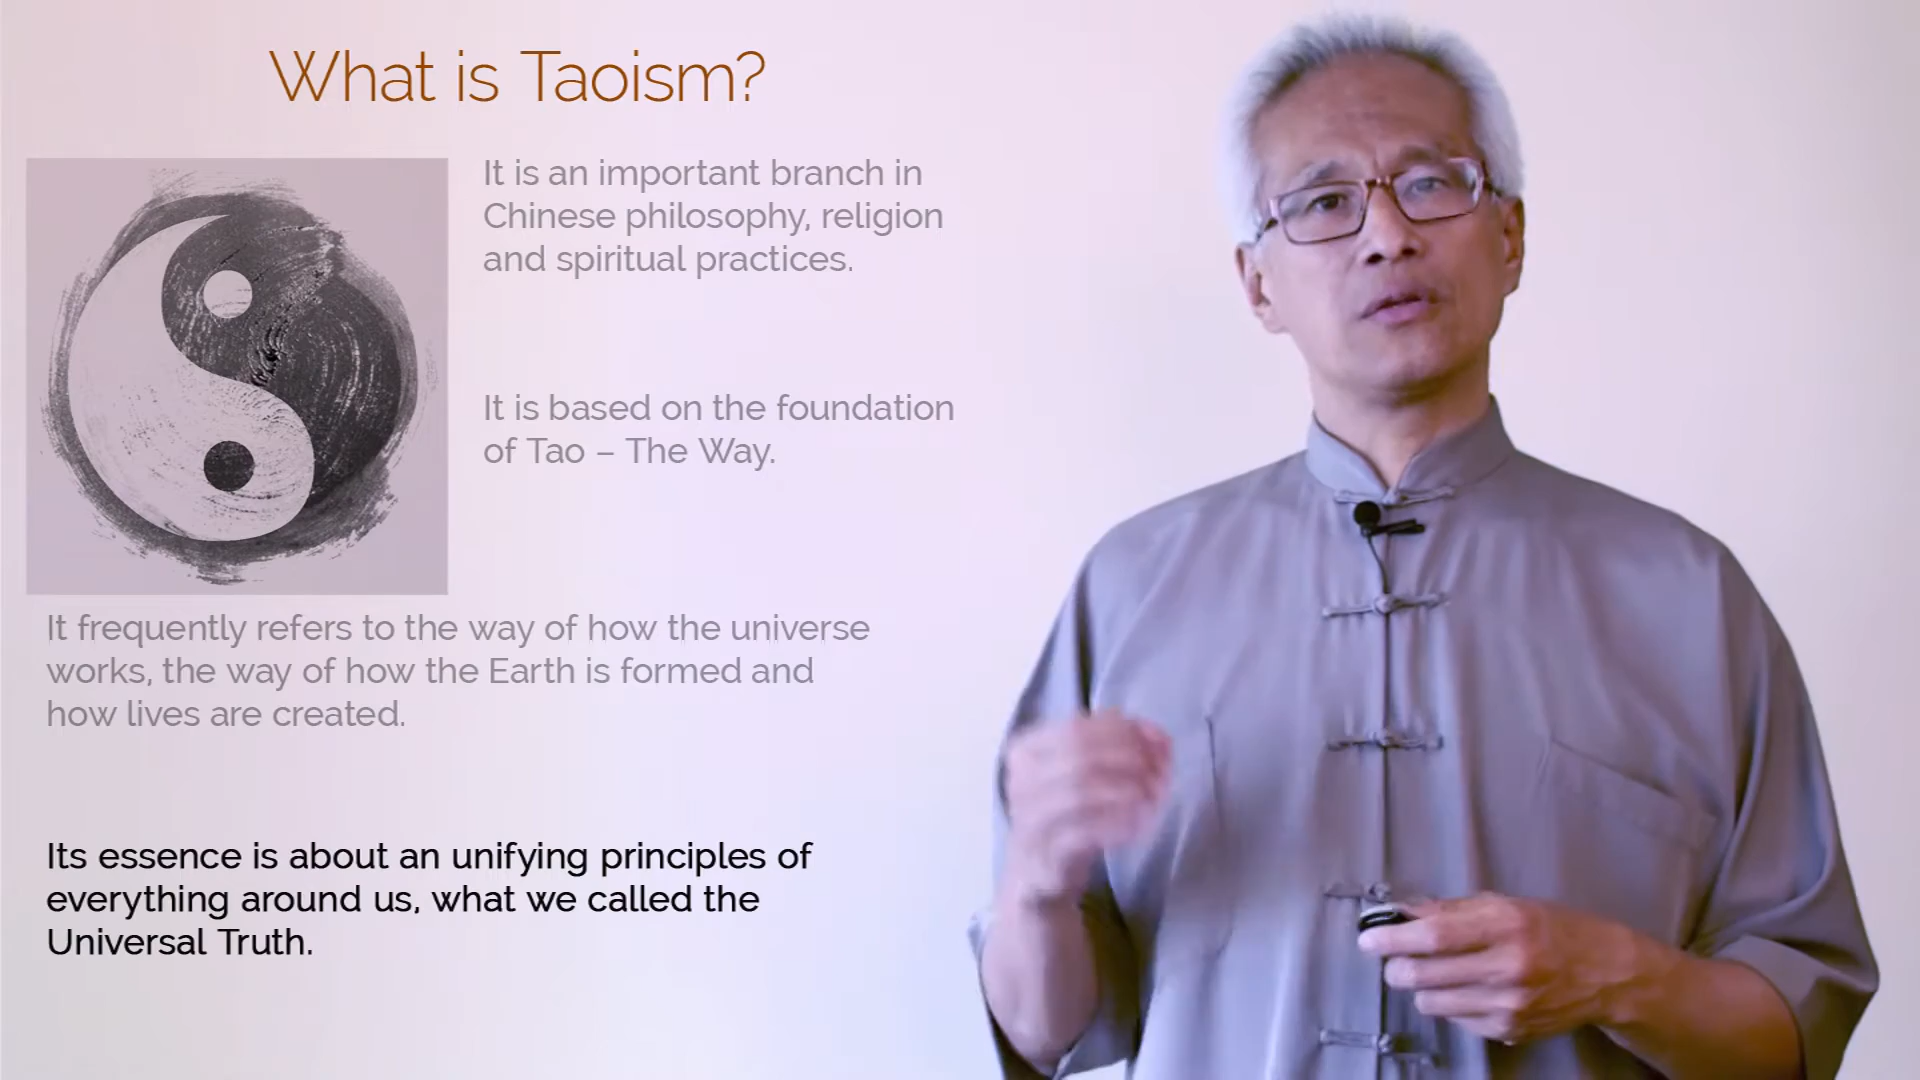 What is Taoism?
It is an important branch in
Chinese philosophy, religion
and spiritual practices.
It is based on the foundation
of Tao – The Way.
It frequently refers to the way of how the universe
works, the way of how the Earth is formed and
how lives are created.
Its essence is about an unifying principles of
everything around us, what we called the
Universal Truth.